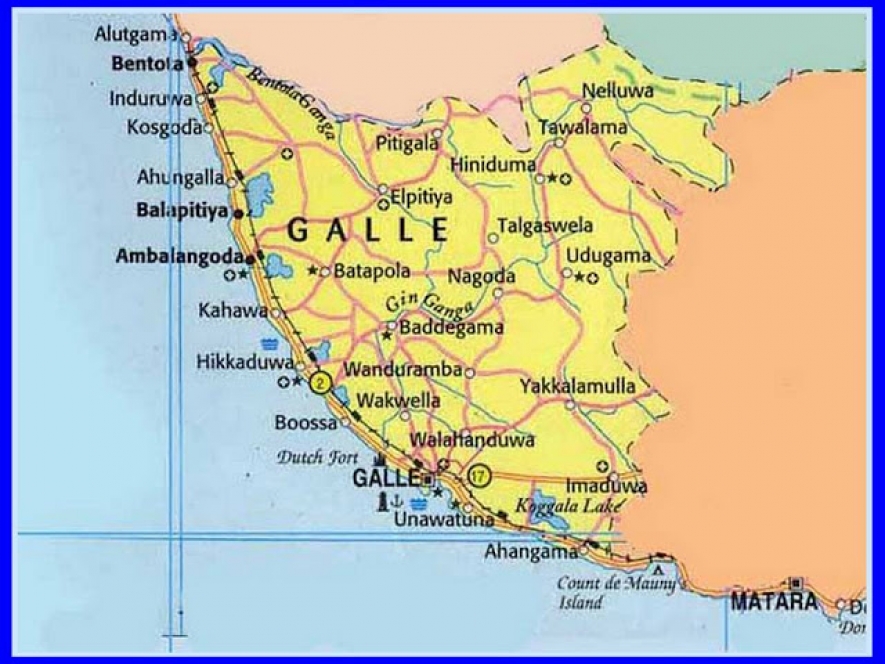 Alutgama
Bentota
Bentota Ganga
Nelluwa
Induruwa
Kosgoda
Tawalama
Pitigala
Hiniduma
Ahungalla
Elpitiya
Balapitiya
GALLE
Talgaswela
Ambalangoda
Udugama
Batapola
Nagoda
Gin Ganga
Kahawa
Baddegama
Hikkaduwa
Wanduramba
2
Yakkalamulla
Wakwella
Boossa
Walahanduwa
Dutch Fort
GALLE
17
Imaduwa
Koggala Lake
Unawatuna
Ahangama
Count de Mauny's
Island
MATARA